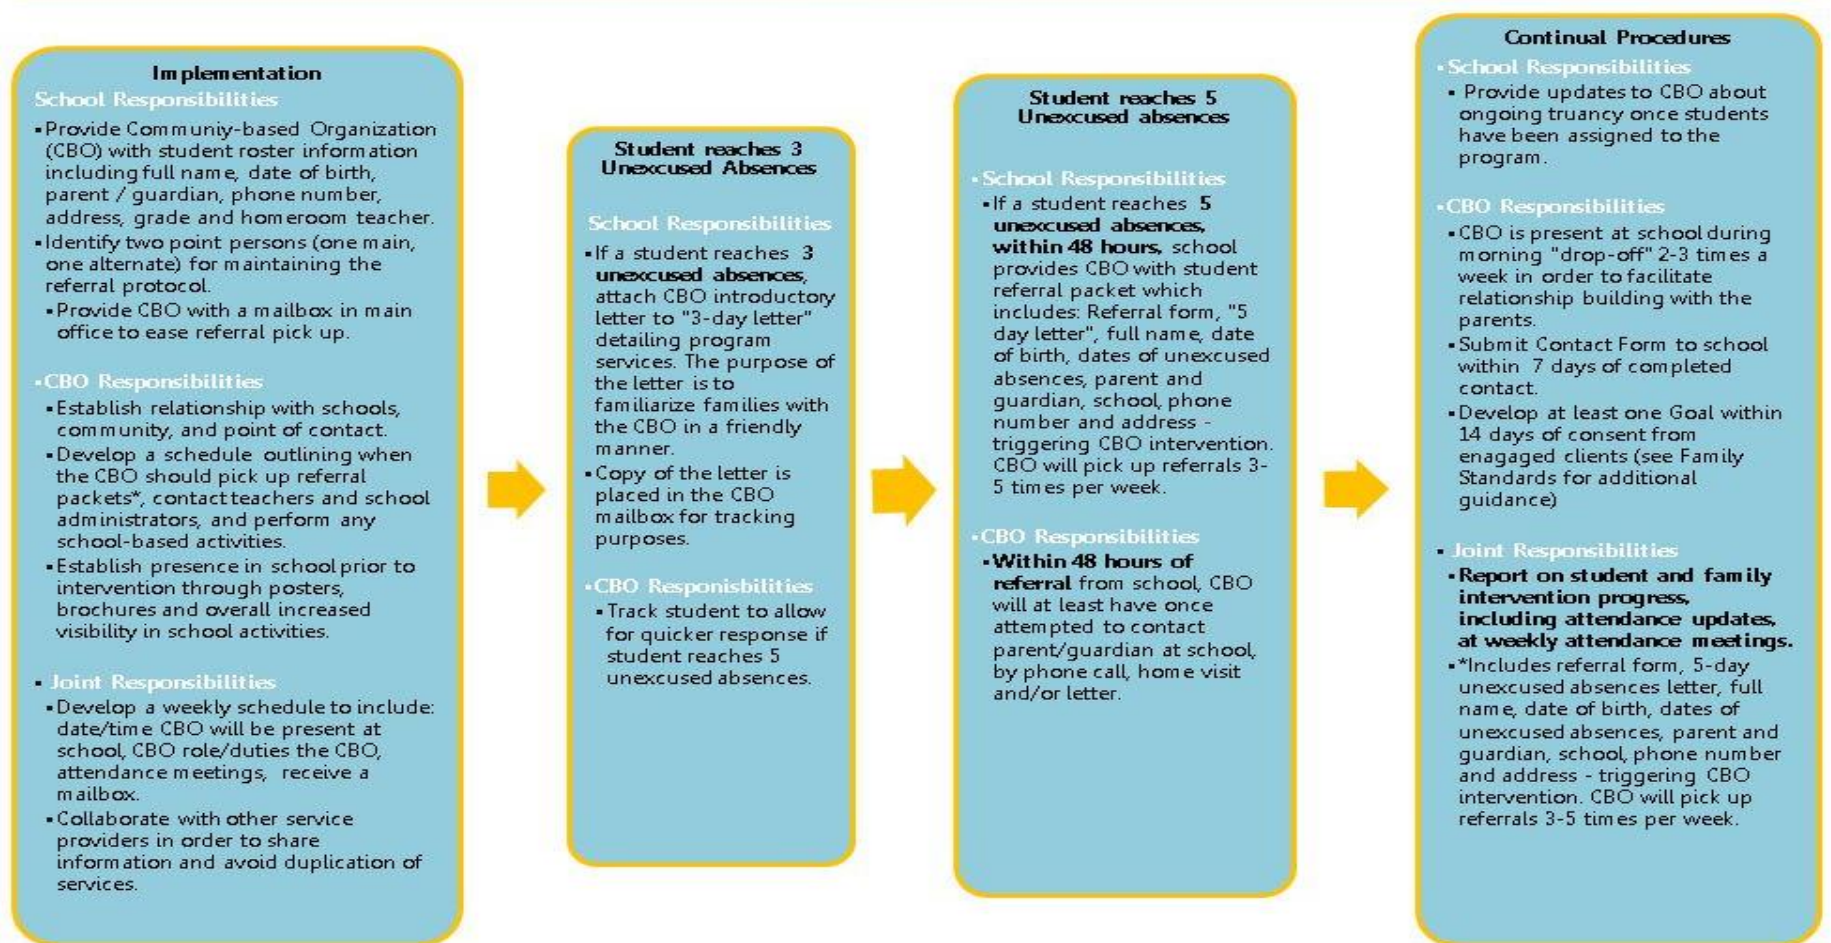 Implementation
School Responsibilities
▪Provide Communiy-based Organization
(CBO) with student roster information
including full name, date of birth,
parent / guardian, phone number,
address, grade and homeroom teacher.
▪Identify two point persons (one main,
one alternate) for maintaining the
referral protocol.
▪Provide CBO with a mailbox in main
office to ease referral pick up.
▪CBO Responsibilities
▪Establish relationship with schools,
community, and point of contact.
▪Develop a schedule outlining when
the CBO should pick up referral
packets*, contact teachers and school
administrators, and perform any
school-based activities.
▪Establish presence in school prior to
intervention through posters,
brochures and overall increased
visibility in school activities.
▪ Joint Responsibilities
▪Develop a weekly schedule to include:
date/time CBO will be present at
school, CBO role/duties the CBO,
attendance meetings, receive a
mailbox.
▪Collaborate with other service
providers in order to share
information and avoid duplication of
services.
Student reaches 3
Unexcused Absences
School Responsibilities
▪If a student reaches 3
unexcused absences,
attach CBO introductory
letter to "3-day letter"
detailing program
services. The purpose of
the letter is to
familiarize families with
the CBO in a friendly
manner.
▪Copy of the letter is
placed in the CBO
mailbox for tracking
purposes.
▪CBO Responisbilities
▪Track student to allow
for quicker response if
student reaches 5
unexcused absences.
Student reaches 5
Unexcused absences
▪School Responsibilities
▪If a student reaches 5
unexcused absences,
within 48 hours, school
provides CBO with student
referral packet which
includes: Referral form, "5
day letter", full name, date
of birth, dates of unexcused
absences, parent and
guardian, school, phone
number and address -
triggering CBO intervention.
CBO will pick up referrals 3-
5 times per week.
▪CBO Responsibilities
▪Within 48 hours of
referral from school, CBO
will at least have once
attempted to contact
parent/guardian at school,
by phone call, home visit
and/or letter.
Continual Procedures
▪School Responsibilities
▪ Provide updates to CBO about
ongoing truancy once students
have been assigned to the
program.
▪CBO Responsibilities
▪CBO is present at school during
morning "drop-off" 2-3 times a
week in order to facilitate
relationship building with the
parents.
▪Submit Contact Form to school
within 7 days of completed
contact.
▪Develop at least one Goal within
14 days of consent from
enagaged clients (see Family
Standards for additional
guidance)
▪ Joint Responsibilities
▪Report on student and family
intervention progress,
including attendance updates,
at weekly attendance meetings.
▪*Includes referral form, 5-day
unexcused absences letter, full
name, date of birth, dates of
unexcused absences, parent and
guardian, school, phone number
and address - triggering CBO
intervention. CBO will pick up
referrals 3-5 times per week.